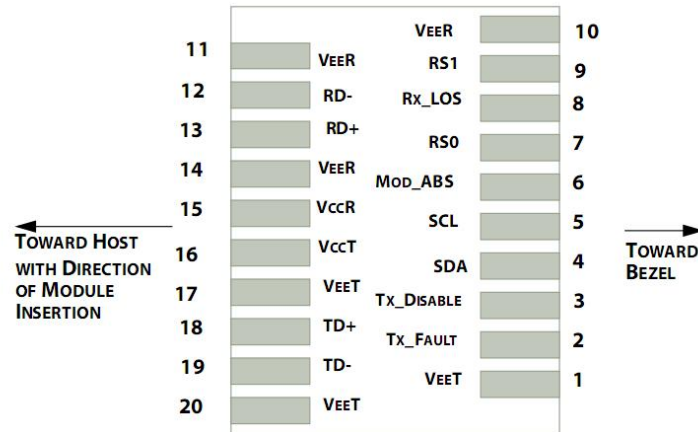 11 VEER
12 RD-
13 RD+
14 VEER
15 VCCR
16 VCCT
17 VEET
18 TD+
19 TD-
20 VEET
VEER 10
RS1 9
RX_LOS 8
RS0 7
MOD_ABS 6
SCL 5
SDA 4
TX_DISABLE 3
TX_FAULT 2
VEET 1
TOWARD HOST
WITH DIRECTION
OF MODULE
INSERTION
TOWARD
BEZEL